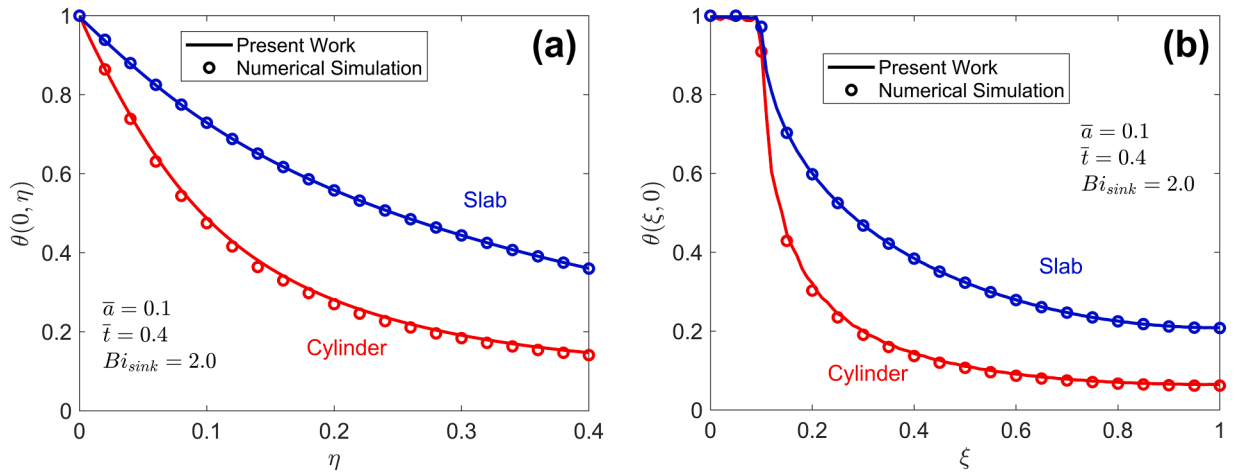 (a)
Present Work
Numerical Simulation
1
0.8
0.6
0.4
0.2
0
θ(0, η)
Slab
Cylinder
a̅ = 0.1
t̅ = 0.4
Bi_sink = 2.0
0 0.1 0.2 0.3 0.4
η
(b)
Present Work
Numerical Simulation
1
0.8
0.6
0.4
0.2
0
θ(ξ, 0)
a̅ = 0.1
t̅ = 0.4
Bi_sink = 2.0
Slab
Cylinder
0 0.2 0.4 0.6 0.8 1
ξ